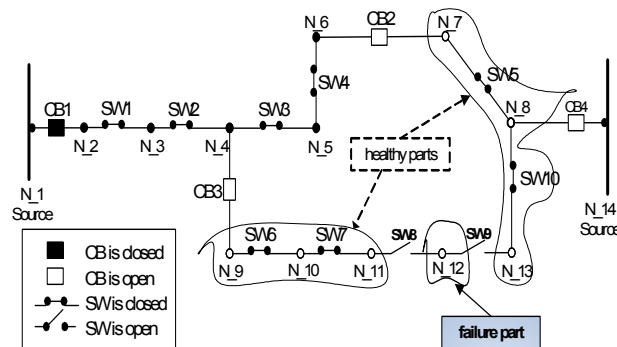 N_6
CB2
N_7
SW4
SW5
N_8
CB4
CB1
SW1
SW2
SW3
N_2
N_3
N_4
N_5
healthy parts
N_1
Source
CB3
SW10
N_14
Source
SW6
SW7
SW8
SW9
N_9
N_10
N_11
N_12
N_13
CB is closed
CB is open
SW is closed
SW is open
failure part